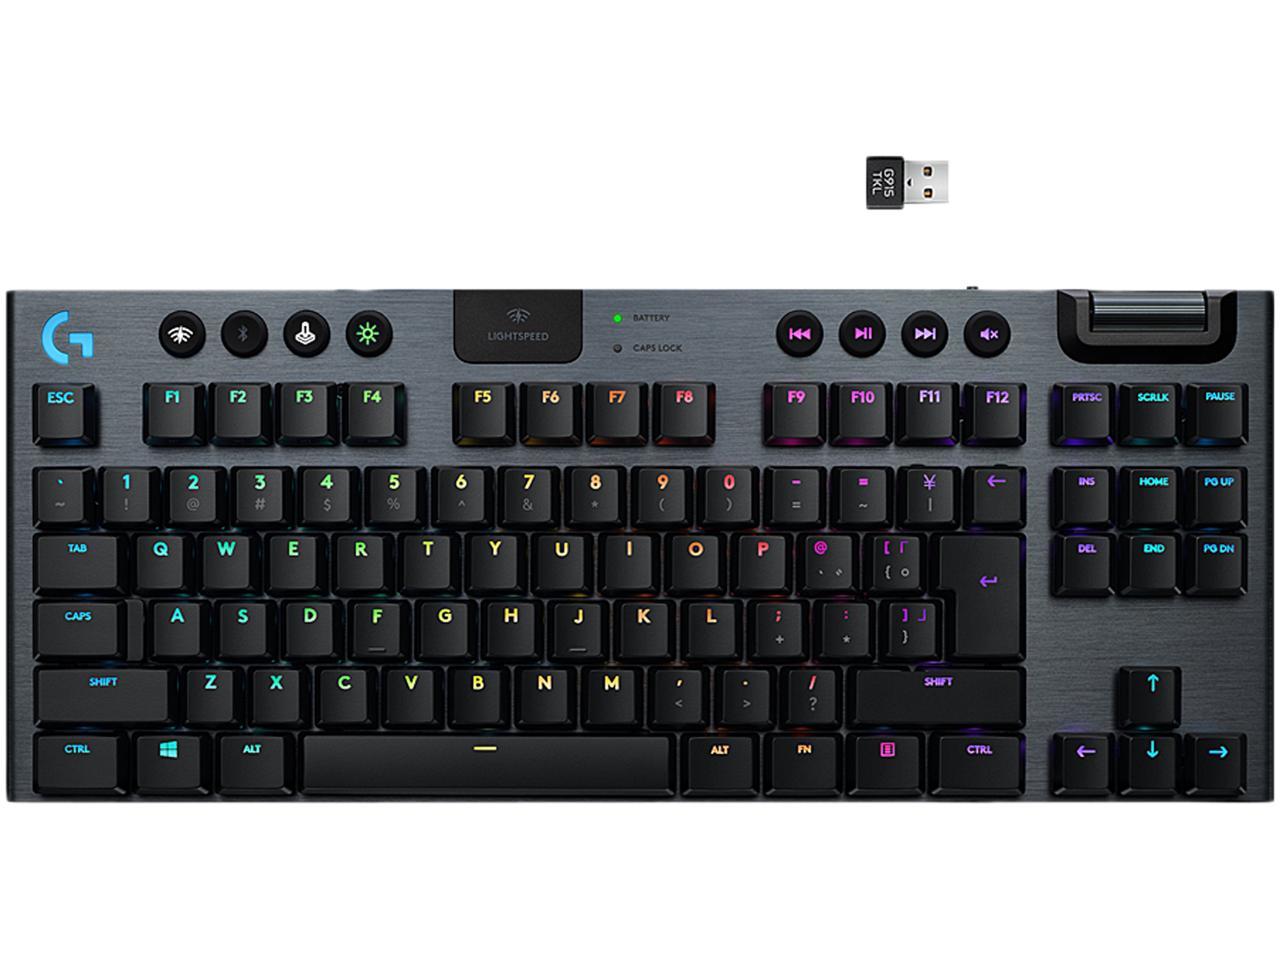 G915
TKL
LIGHTSPEED
BATTERY
CAPS LOCK
ESC F1 F2 F3 F4 F5 F6 F7 F8 F9 F10 F11 F12 PRTSC SCRLK PAUSE
` 1 2 3 4 5 6 7 8 9 0 - = ¥ ← INS HOME PG UP
~ ! @ # $ % ^ & * ( ) = ~ |
TAB Q W E R T Y U I O P @ [ 「 ↵ DEL END PG DN
{ ○
CAPS A S D F G H J K L ; : ] 」
+ * }
SHIFT Z X C V B N M , . / SHIFT ↑
< > ?
CTRL ALT ALT FN CTRL ← ↓ →